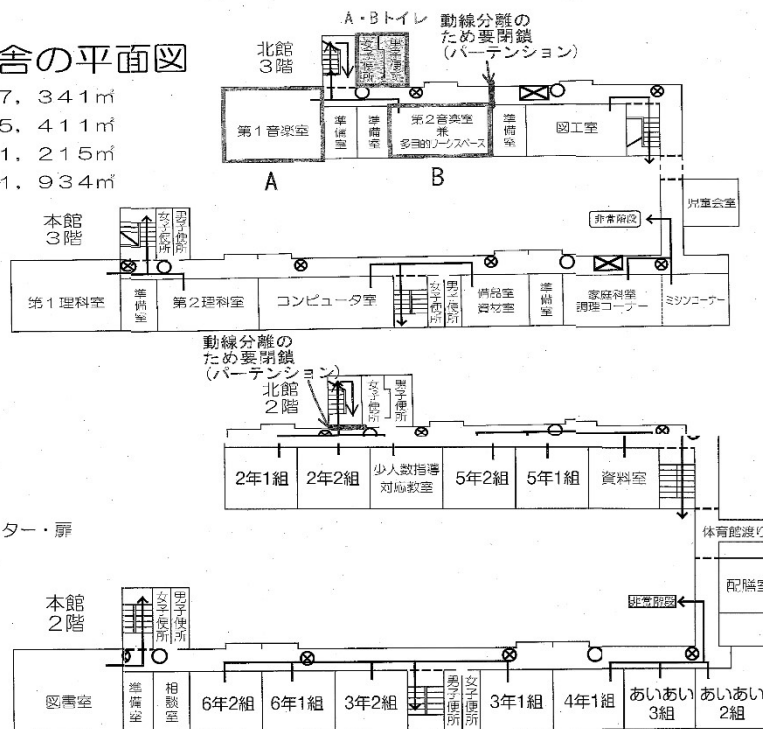 舎の平面図
7,341㎡
5,411㎡
1,215㎡
1,934㎡
A・Bトイレ
動線分離の
ため要閉鎖
(パーテンション)
北館
3階
女子便所
男子便所
第1音楽室
準備室
準備室
第2音楽室
兼
多目的ワークスペース
準備室
図工室
A
B
児童会室
非常階段
本館
3階
女子便所
男子便所
第1理科室
準備室
第2理科室
コンピュータ室
女子便所
男子便所
備品室
資材室
準備室
家庭科室
調理コーナー
ミシンコーナー
動線分離の
ため要閉鎖
(パーテンション)
北館
2階
女子便所
男子便所
2年1組
2年2組
少人数指導
対応教室
5年2組
5年1組
資料室
ター・扉
体育館渡り
配膳室
非常階段
本館
2階
女子便所
男子便所
図書室
準備室
相談室
6年2組
6年1組
3年2組
男子便所
女子便所
3年1組
4年1組
あいあい
3組
あいあい
2組